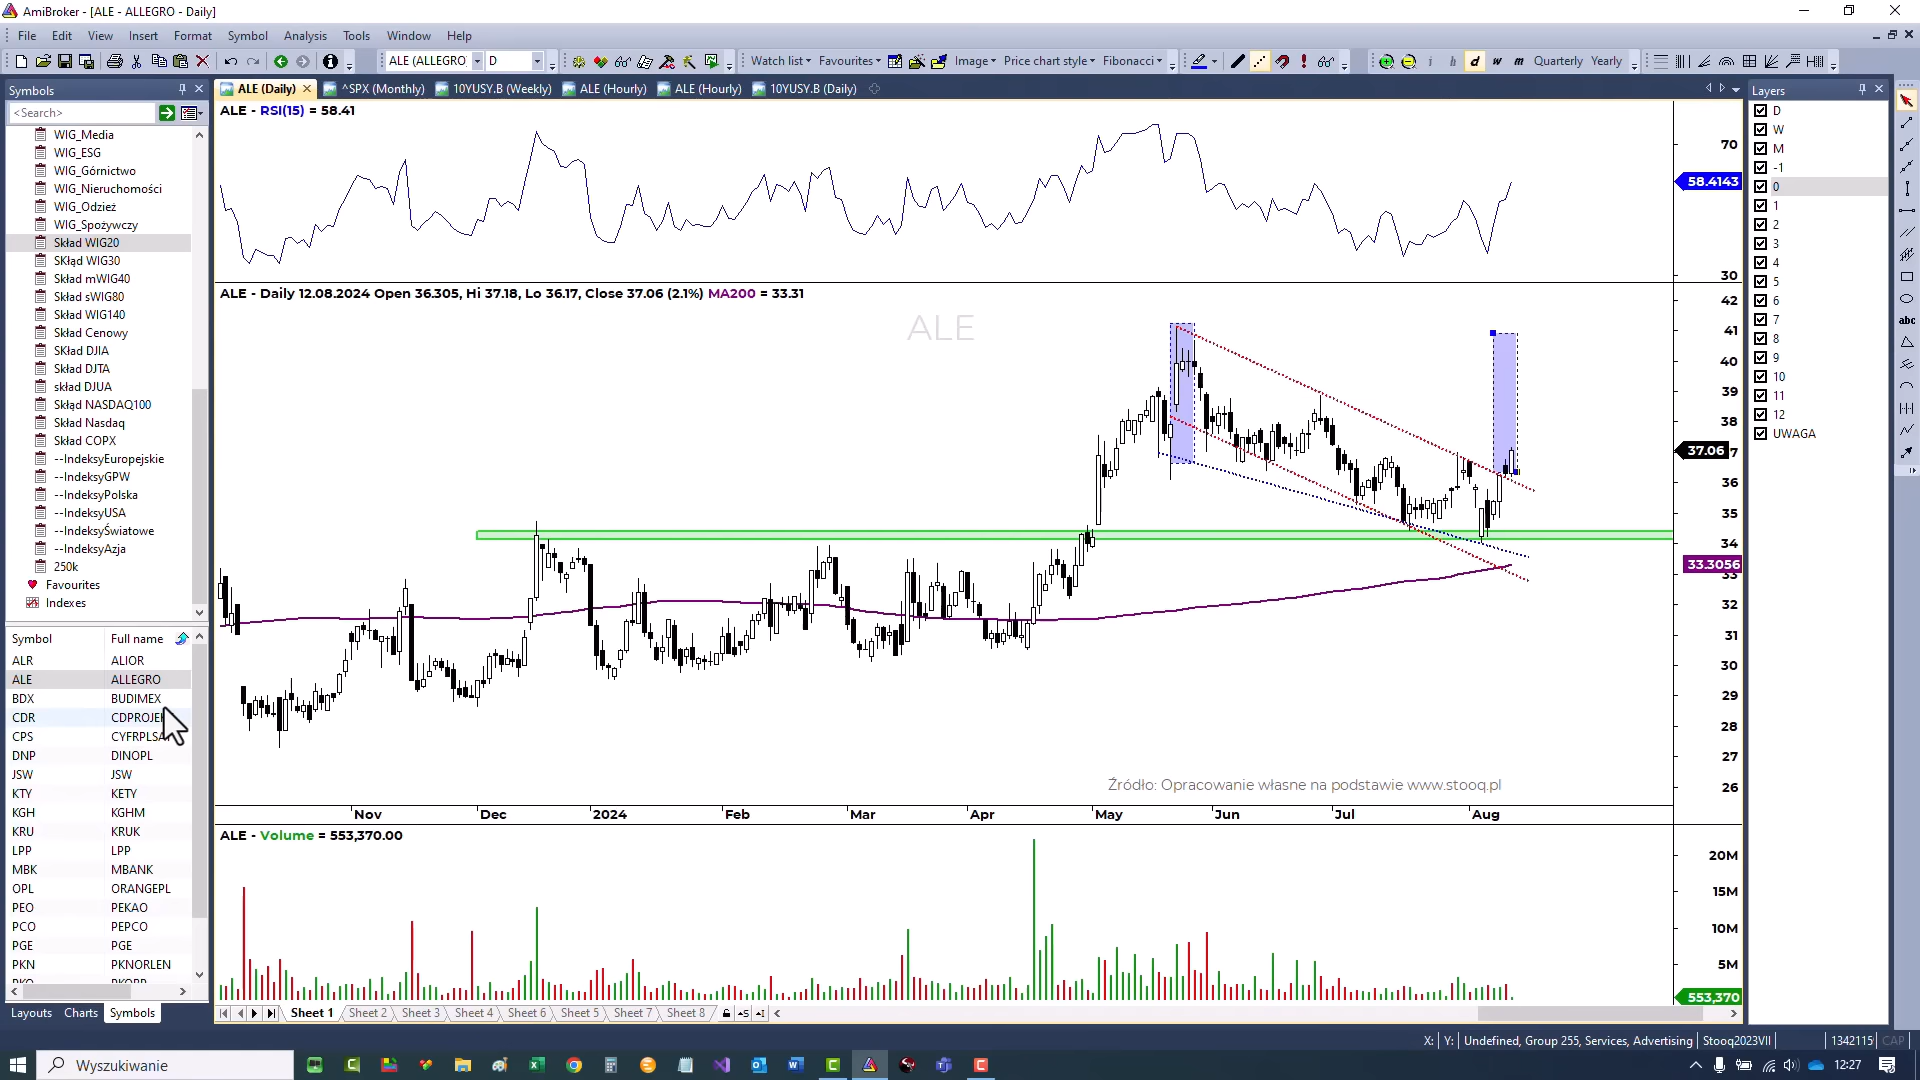 AmiBroker - [ALE - ALLEGRO - Daily]
File Edit View Insert Format Symbol Analysis Tools Window Help
ALE (ALLEGRO) D Watch list Favourites Image Price chart style Fibonacci i h d w m Quarterly Yearly
Symbols
ALE (Daily) ^SPX (Monthly) 10YUSY.B (Weekly) ALE (Hourly) ALE (Hourly) 10YUSY.B (Daily)
Layers
<Search>
WIG_Media
WIG_ESG
WIG_Górnictwo
WIG_Nieruchomości
WIG_Odzież
WIG_Spożywczy
Skład WIG20
SKłąd WIG30
Skład mWIG40
Skład sWIG80
Skład WIG140
Skład Cenowy
SKład DJIA
Skład DJTA
skład DJUA
Skłąd NASDAQ100
Skład Nasdaq
Skład COPX
--IndeksyEuropejskie
--IndeksyGPW
--IndeksyPolska
--IndeksyUSA
--IndeksyŚwiatowe
--IndeksyAzja
250k
Favourites
Indexes
Symbol Full name
ALR ALIOR
ALE ALLEGRO
BDX BUDIMEX
CDR
CPS
DNP DINOPL
JSW JSW
KTY KETY
KGH KGHM
KRU KRUK
LPP LPP
MBK MBANK
OPL ORANGEPL
PEO PEKAO
PCO PEPCO
PGE PGE
PKN PKNORLEN
Layouts Charts Symbols
ALE - RSI(15) = 58.41
70
58.4143
30
ALE - Daily 12.08.2024 Open 36.305, Hi 37.18, Lo 36.17, Close 37.06 (2.1%) MA200 = 33.31
ALE
42
41
40
39
38
37.06
36
35
34
33.3056
33
32
31
30
29
28
27
26
Źródło: Opracowanie własne na podstawie www.stooq.pl
Nov Dec 2024 Feb Mar Apr May Jun Jul Aug
ALE - Volume = 553,370.00
20M
15M
10M
5M
553,370
Sheet 1 Sheet 2 Sheet 3 Sheet 4 Sheet 6 Sheet 5 Sheet 7 Sheet 8
D
W
M
-1
0
1
2
3
4
5
6
7
8
9
10
11
12
UWAGA
abc
X: Y: Undefined, Group 255, Services, Advertising Stooq2023VII 1342115 CAP
Wyszukiwanie
12:27